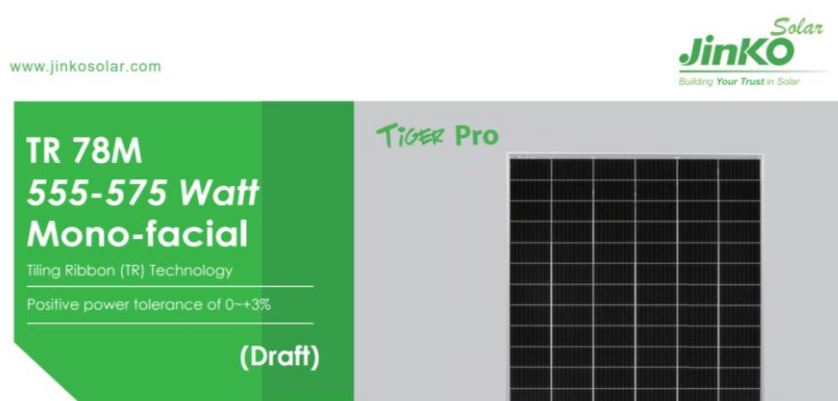 www.jinkosolar.com
Solar
JinKO
Building Your Trust in Solar
TR 78M
555-575 Watt
Mono-facial
Tiling Ribbon (TR) Technology
Positive power tolerance of 0~+3%
(Draft)
TIGER Pro